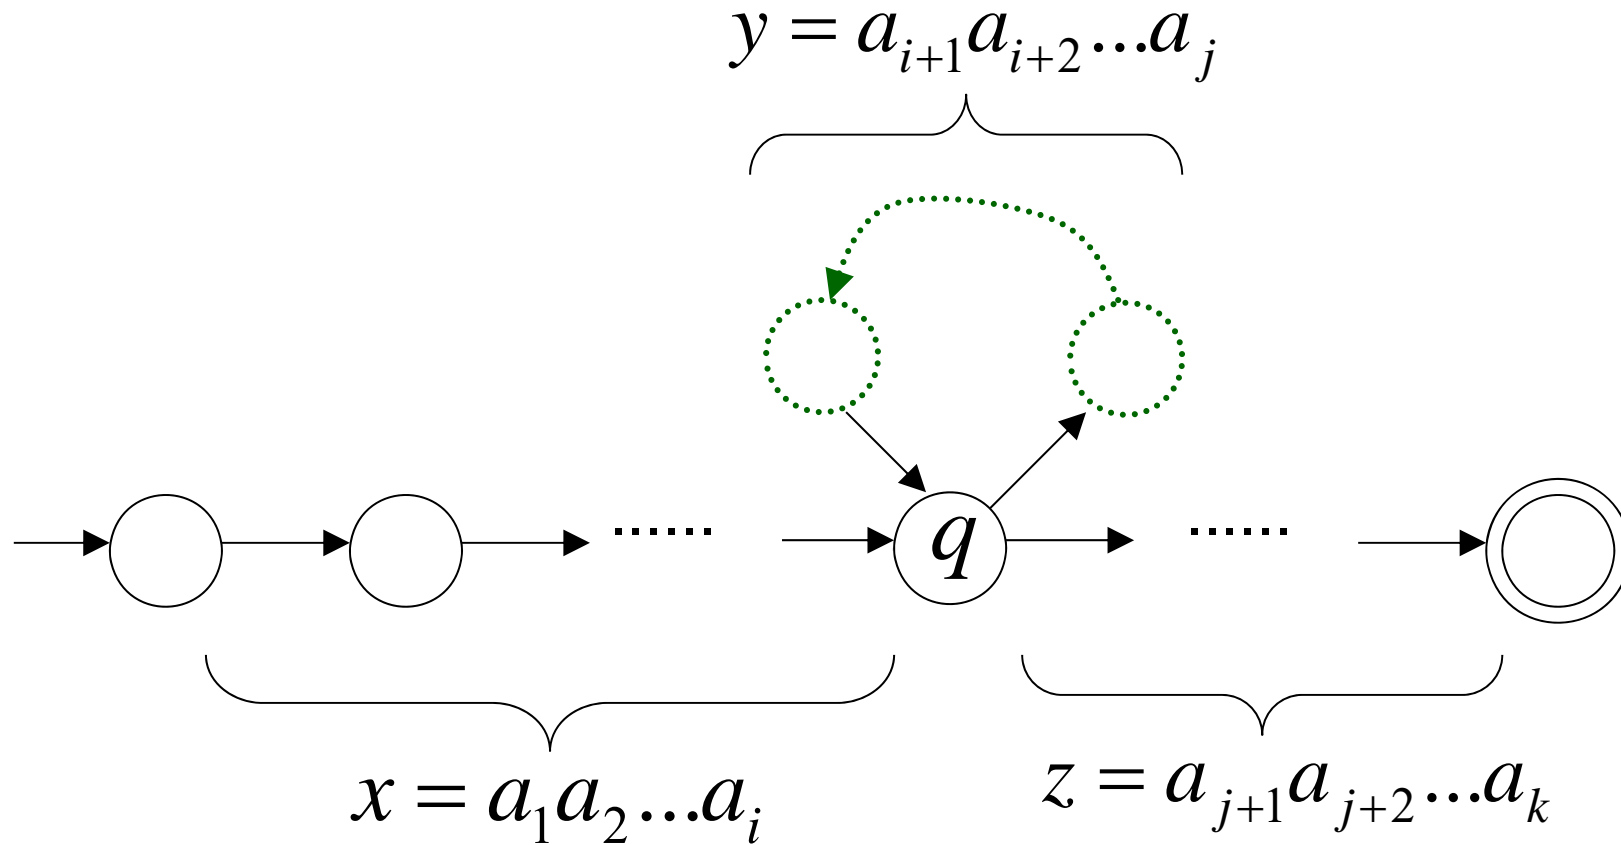 y = a_{i+1}a_{i+2}...a_j
......
q
......
x = a_1a_2...a_i
z = a_{j+1}a_{j+2}...a_k